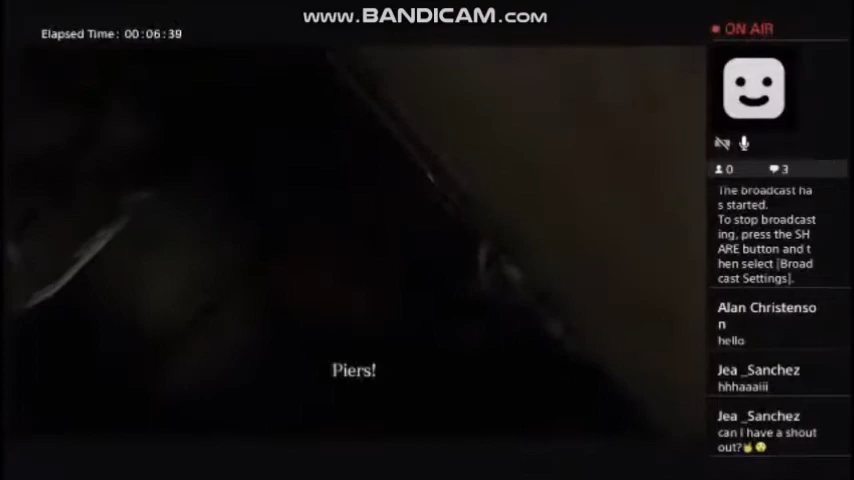 www.BANDICAM.com
Elapsed Time: 00:06:39
ON AIR
0 3
The broadcast ha
s started.
To stop broadcast
ing, press the SH
ARE button and t
hen select [Broad
cast Settings].
Alan Christenso
n
hello
Jea _Sanchez
hhhaaaiii
Jea _Sanchez
can I have a shout
out?
Piers!